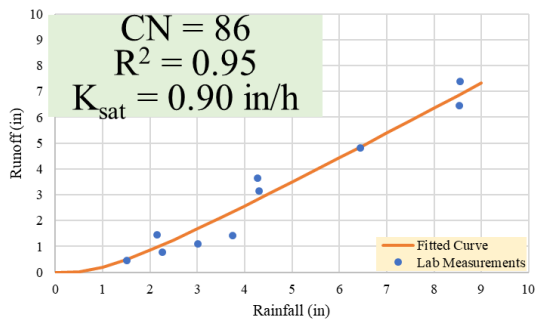 CN = 86
R² = 0.95
Ksat = 0.90 in/h
10
9
8
7
6
5
4
3
2
1
0
Runoff (in)
Fitted Curve
Lab Measurements
0 1 2 3 4 5 6 7 8 9 10
Rainfall (in)